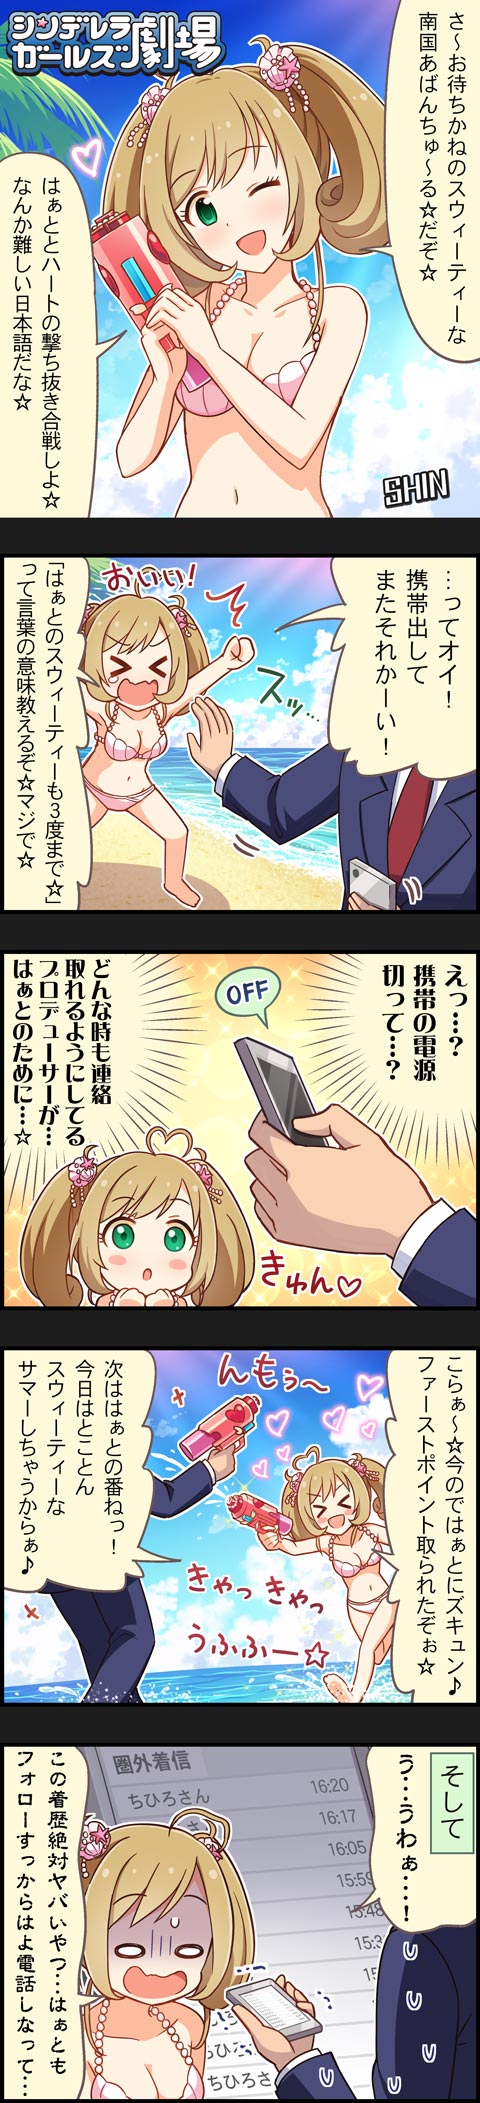 シンデレラ
ガールズ劇場
さ～お待ちかねのスウィーティーな
南国あばんちゅ～る☆だぞ☆
はぁととハートの撃ち抜き合戦しよ☆
なんか難しい日本語だな☆
SHIN
…ってオイ！
携帯出して
またそれかーい！
おいい！
スッ…
「はぁとのスウィーティーも３度まで☆」
って言葉の意味教えるぞ☆マジで☆
えっ…？
携帯の電源
切って…？
OFF
どんな時も連絡
取れるようにしてる
プロデューサーが…
はぁとのために…☆
きゅん♡
こらぁ～☆今のではぁとにズキュン♪
ファーストポイント取られたぞぉ☆
んもぅ～
次ははぁとの番ねっ！
今日はとことん
スウィーティーな
サマーしちゃうからぁ♪
きゃっ きゃっ
うふふー☆
そして
う…うわぁ…！
圏外着信
ちひろさん 16:20
さ 16:17
16:05
15:59
15:48
15:3
15
ちひ
ちひろさ
この着歴絶対ヤバいやつ…はぁとも
フォローすっからはよ電話しなって…